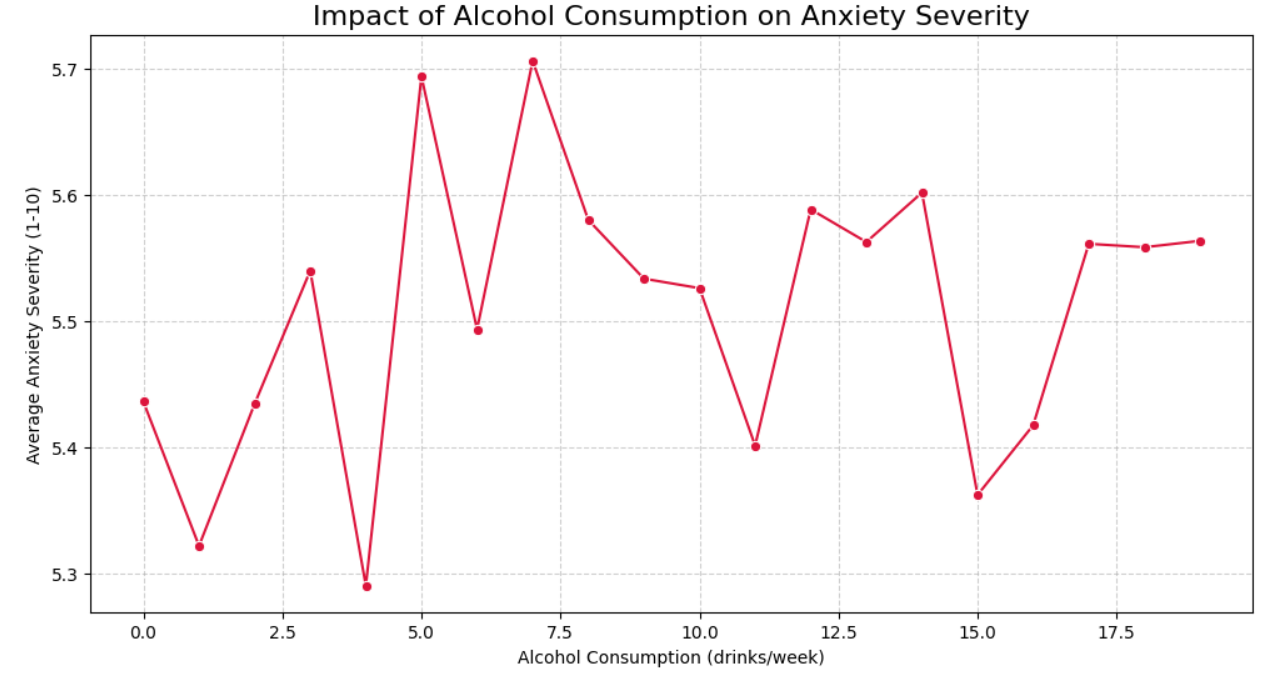 Impact of Alcohol Consumption on Anxiety Severity
Average Anxiety Severity (1-10)
5.7
5.6
5.5
5.4
5.3
0.0 2.5 5.0 7.5 10.0 12.5 15.0 17.5
Alcohol Consumption (drinks/week)